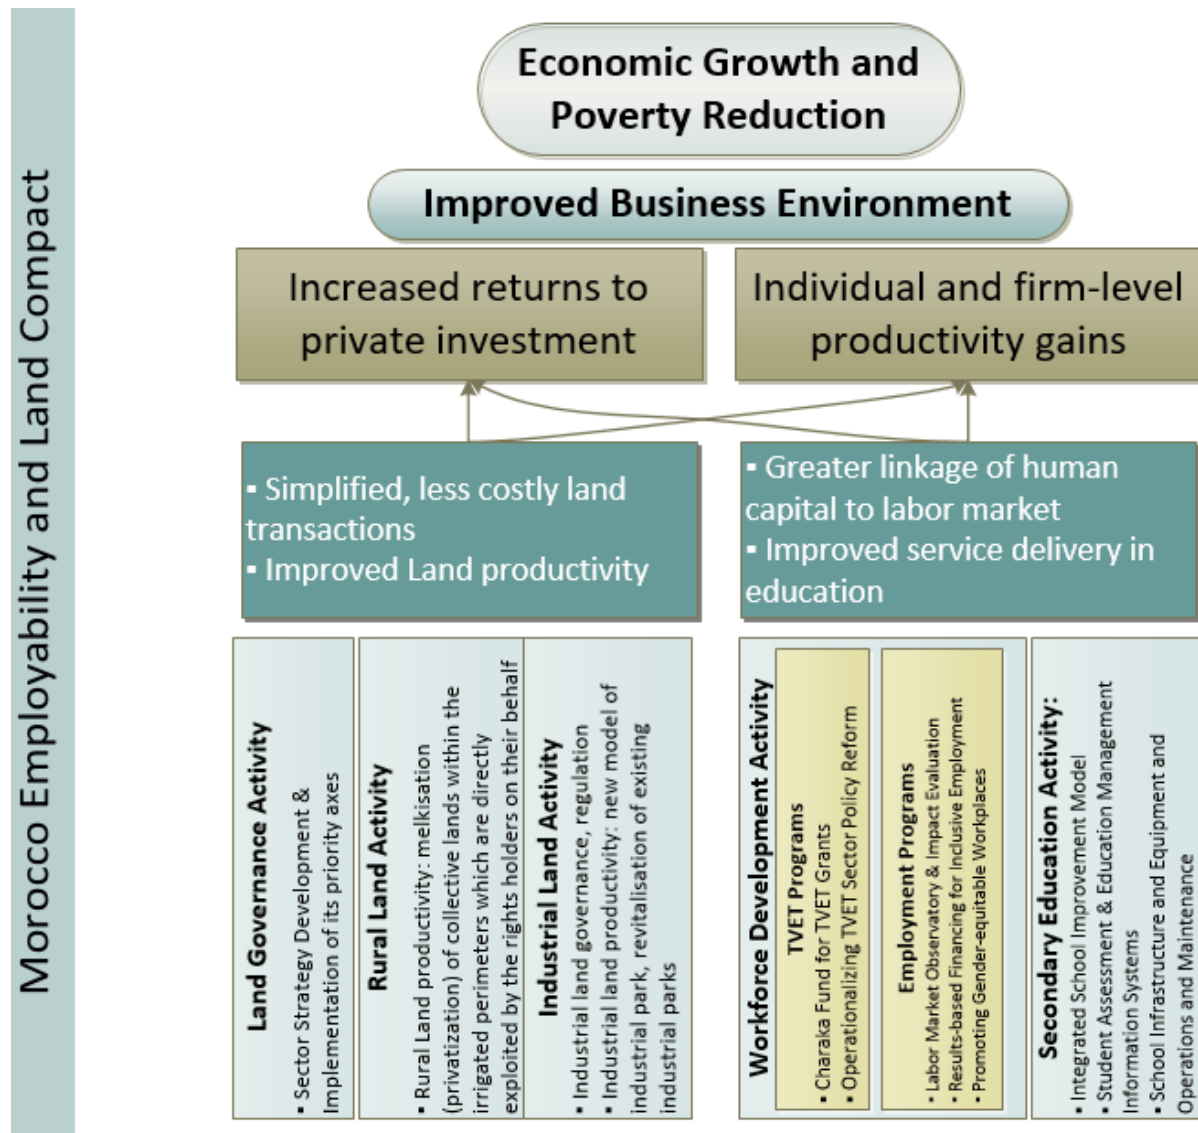 Morocco Employability and Land Compact
Economic Growth and
Poverty Reduction
Improved Business Environment
Increased returns to
private investment
Individual and firm-level
productivity gains
▪ Simplified, less costly land
transactions
▪ Improved Land productivity
▪ Greater linkage of human
capital to labor market
▪ Improved service delivery in
education
Land Governance Activity
▪ Sector Strategy Development &
Implementation of its priority axes
Rural Land Activity
▪ Rural Land productivity: melkisation
(privatization) of collective lands within the
irrigated perimeters which are directly
exploited by the rights holders on their behalf
Industrial Land Activity
▪ Industrial land governance, regulation
▪ Industrial land productivity: new model of
industrial park, revitalisation of existing
industrial parks
Workforce Development Activity
TVET Programs
▪ Charaka Fund for TVET Grants
▪ Operationalizing TVET Sector Policy Reform
Employment Programs
▪ Labor Market Observatory & Impact Evaluation
▪ Results-based Financing for Inclusive Employment
▪ Promoting Gender-equitable Workplaces
Secondary Education Activity:
▪ Integrated School Improvement Model
▪ Student Assessment & Education Management
Information Systems
▪ School Infrastructure and Equipment and
Operations and Maintenance